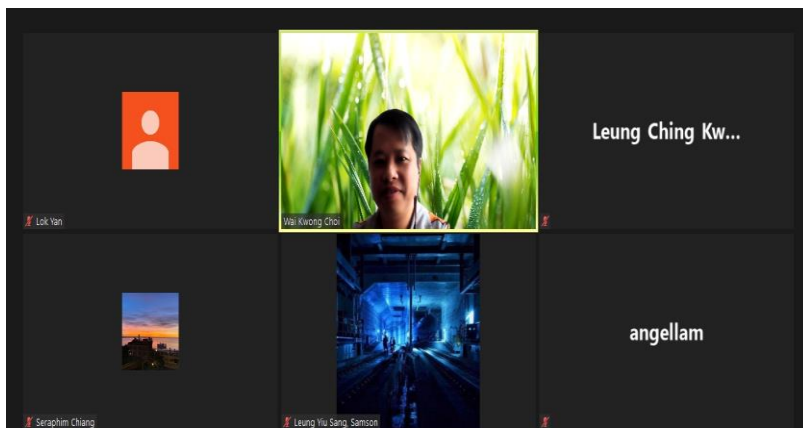 Lok Yan
Wai Kwong Choi
Leung Ching Kw...
Seraphim Chiang
Leung Yiu Sang, Samson
angellam